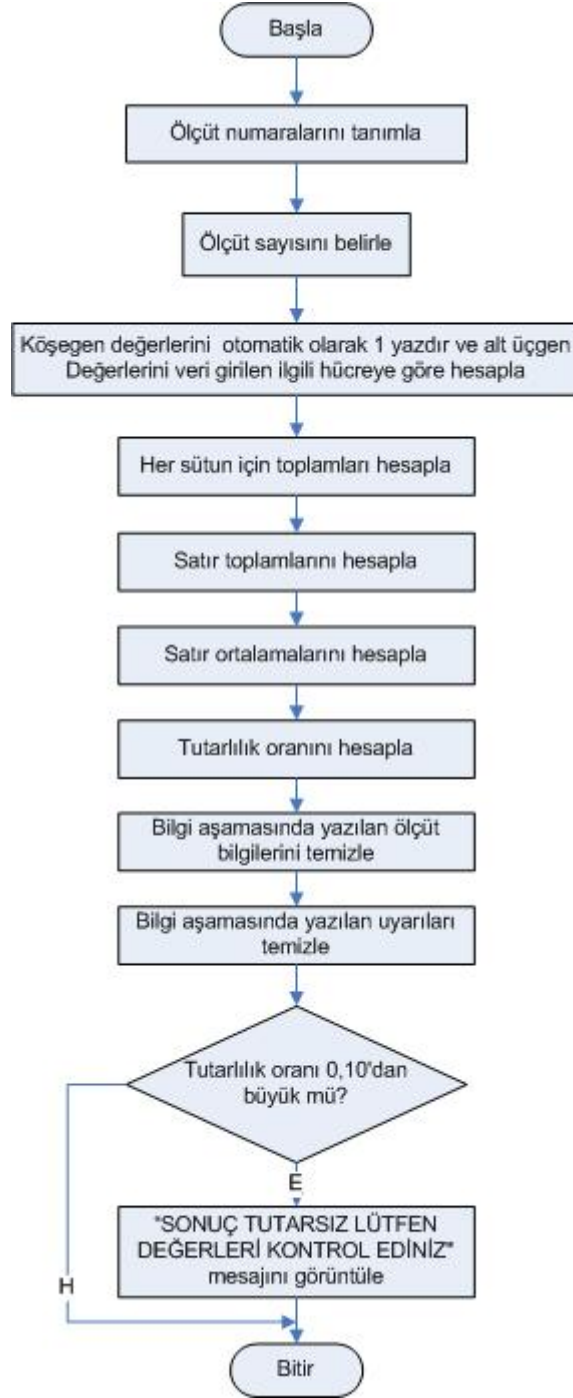 Başla
Ölçüt numaralarını tanımla
Ölçüt sayısını belirle
Köşegen değerlerini otomatik olarak 1 yazdır ve alt üçgen
Değerlerini veri girilen ilgili hücreye göre hesapla
Her sütun için toplamları hesapla
Satır toplamlarını hesapla
Satır ortalamalarını hesapla
Tutarlılık oranını hesapla
Bilgi aşamasında yazılan ölçüt
bilgilerini temizle
Bilgi aşamasında yazılan uyarıları
temizle
Tutarlılık oranı 0,10'dan
büyük mü?
E
"SONUÇ TUTARSIZ LÜTFEN
DEĞERLERİ KONTROL EDİNİZ"
mesajını görüntüle
H
Bitir